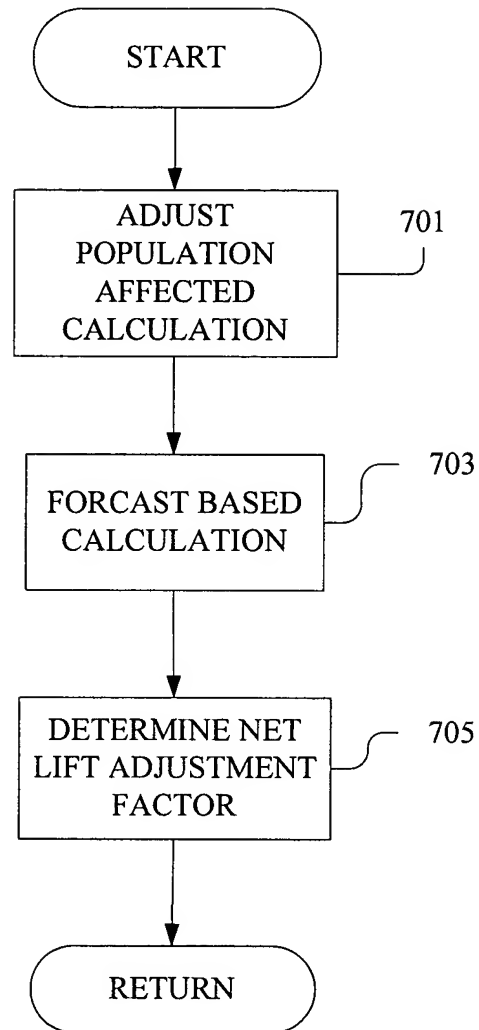 START
ADJUST
POPULATION
AFFECTED
CALCULATION
701
FORCAST BASED
CALCULATION
703
DETERMINE NET
LIFT ADJUSTMENT
FACTOR
705
RETURN